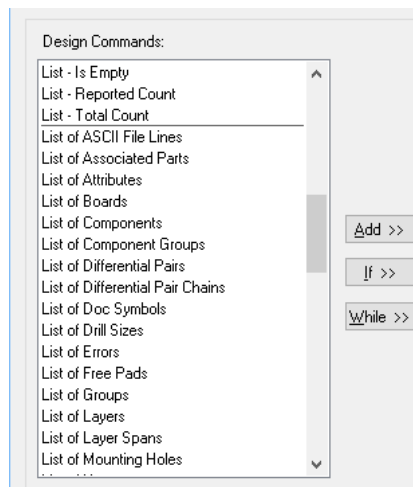 Design Commands:
List - Is Empty
List - Reported Count
List - Total Count
List of ASCII File Lines
List of Associated Parts
List of Attributes
List of Boards
List of Components
List of Component Groups
List of Differential Pairs
List of Differential Pair Chains
List of Doc Symbols
List of Drill Sizes
List of Errors
List of Free Pads
List of Groups
List of Layers
List of Layer Spans
List of Mounting Holes
Add >>
If >>
While >>